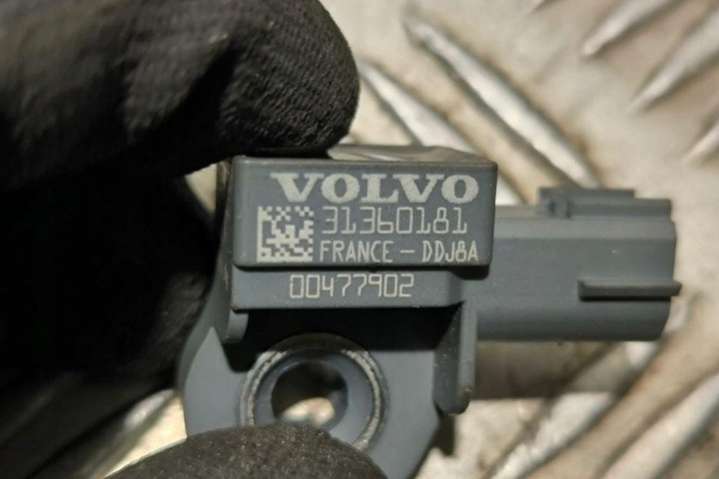 VOLVO
31360181
FRANCE - DDJ8A
00477902